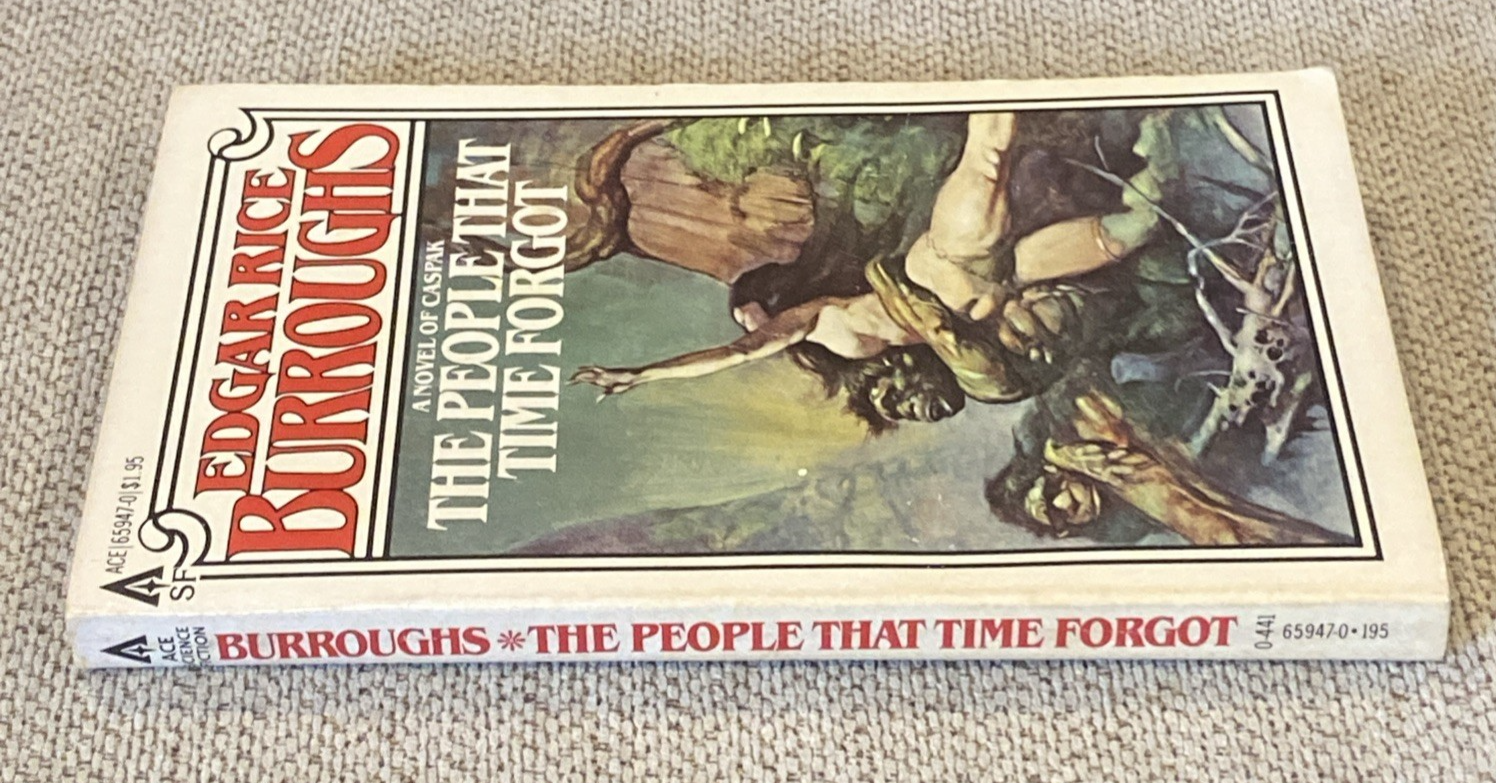 ACE|65947-0|$1.95
SF
EDGAR RICE
BURROUGHS
A NOVEL OF CASPAK
THE PEOPLE THAT
TIME FORGOT
ACE
SCIENCE
FICTION
BURROUGHS * THE PEOPLE THAT TIME FORGOT
0-441
65947-0•195